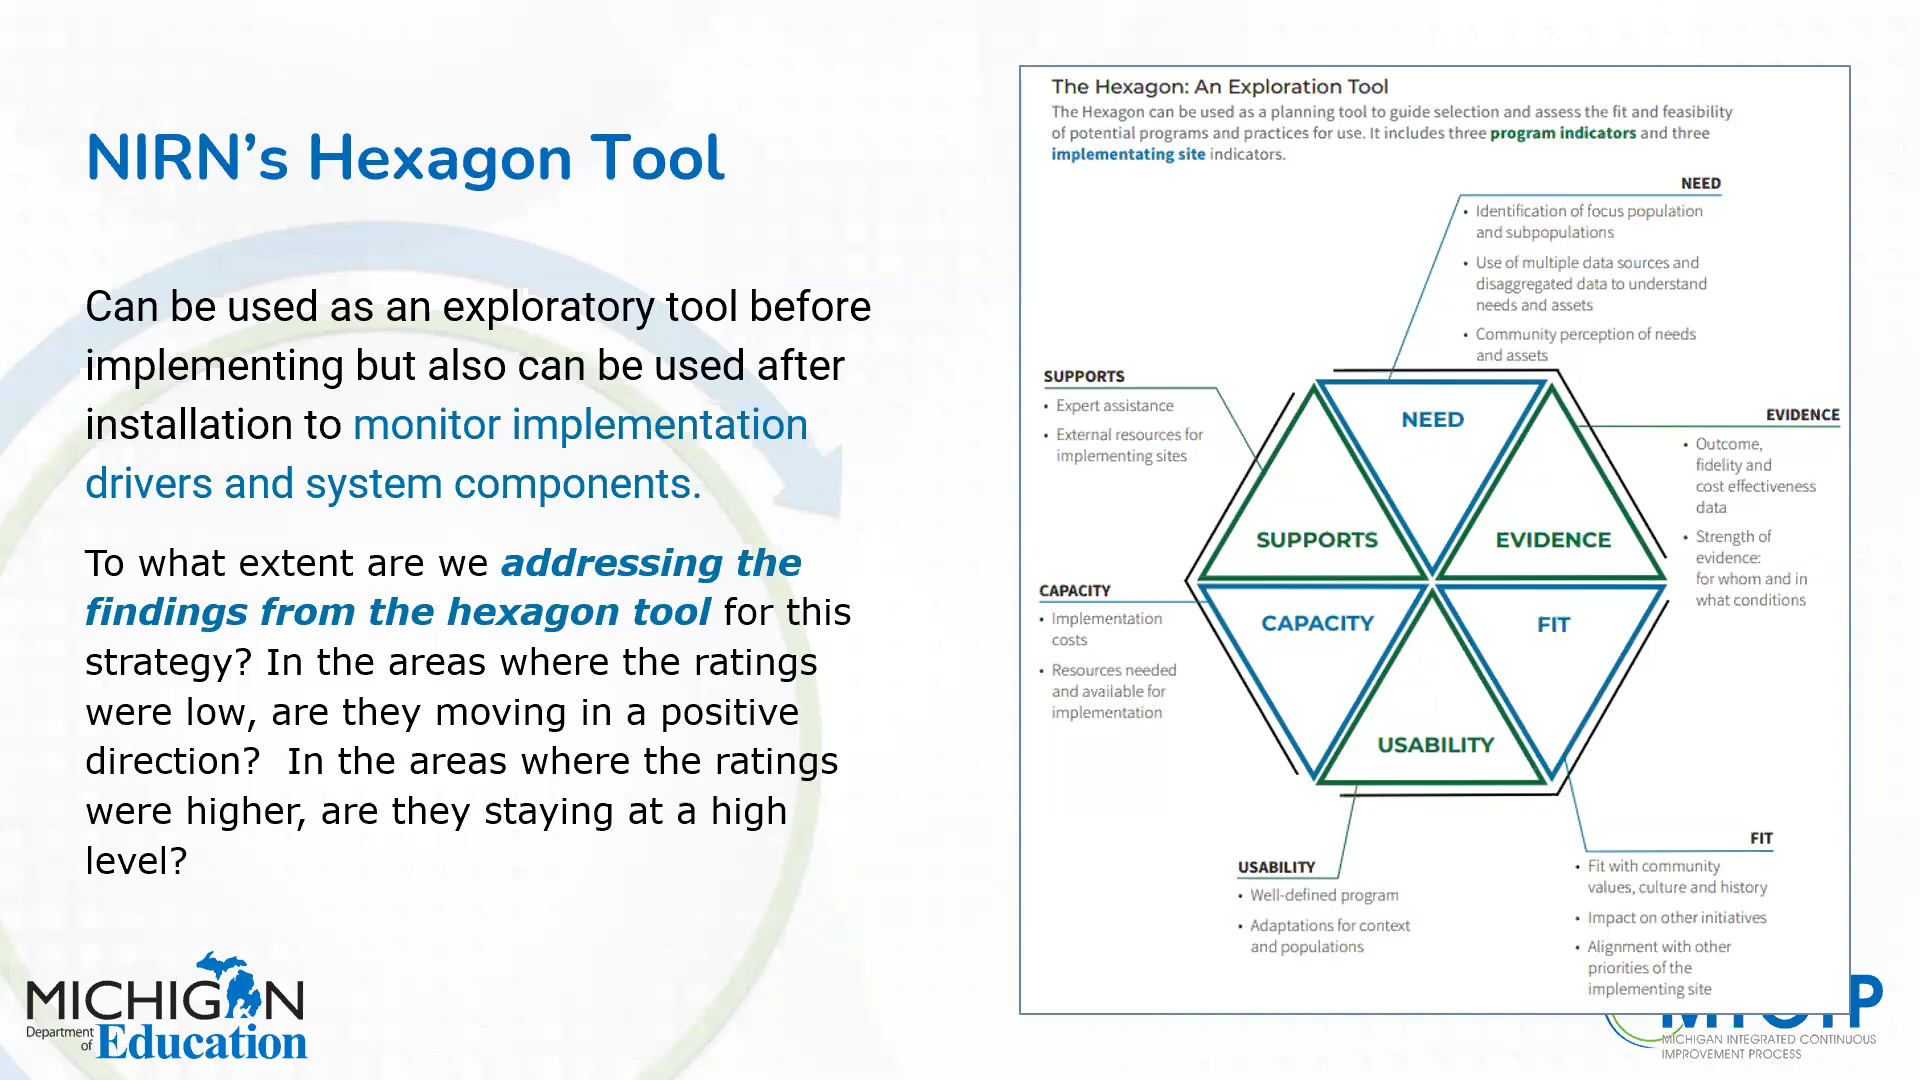 NIRN’s Hexagon Tool
Can be used as an exploratory tool before
implementing but also can be used after
installation to monitor implementation
drivers and system components.
To what extent are we addressing the
findings from the hexagon tool for this
strategy? In the areas where the ratings
were low, are they moving in a positive
direction?  In the areas where the ratings
were higher, are they staying at a high
level?
MICHIGAN
Department
of
Education
The Hexagon: An Exploration Tool
The Hexagon can be used as a planning tool to guide selection and assess the fit and feasibility
of potential programs and practices for use. It includes three program indicators and three
implementating site indicators.
NEED
• Identification of focus population
and subpopulations
• Use of multiple data sources and
disaggregated data to understand
needs and assets
• Community perception of needs
and assets
SUPPORTS
• Expert assistance
• External resources for
implementing sites
EVIDENCE
• Outcome,
fidelity and
cost effectiveness
data
• Strength of
evidence:
for whom and in
what conditions
NEED
SUPPORTS
EVIDENCE
CAPACITY
• Implementation
costs
• Resources needed
and available for
implementation
CAPACITY
FIT
USABILITY
USABILITY
• Well-defined program
• Adaptations for context
and populations
FIT
• Fit with community
values, culture and history
• Impact on other initiatives
• Alignment with other
priorities of the
implementing site
MICHIGAN INTEGRATED CONTINUOUS
IMPROVEMENT PROCESS